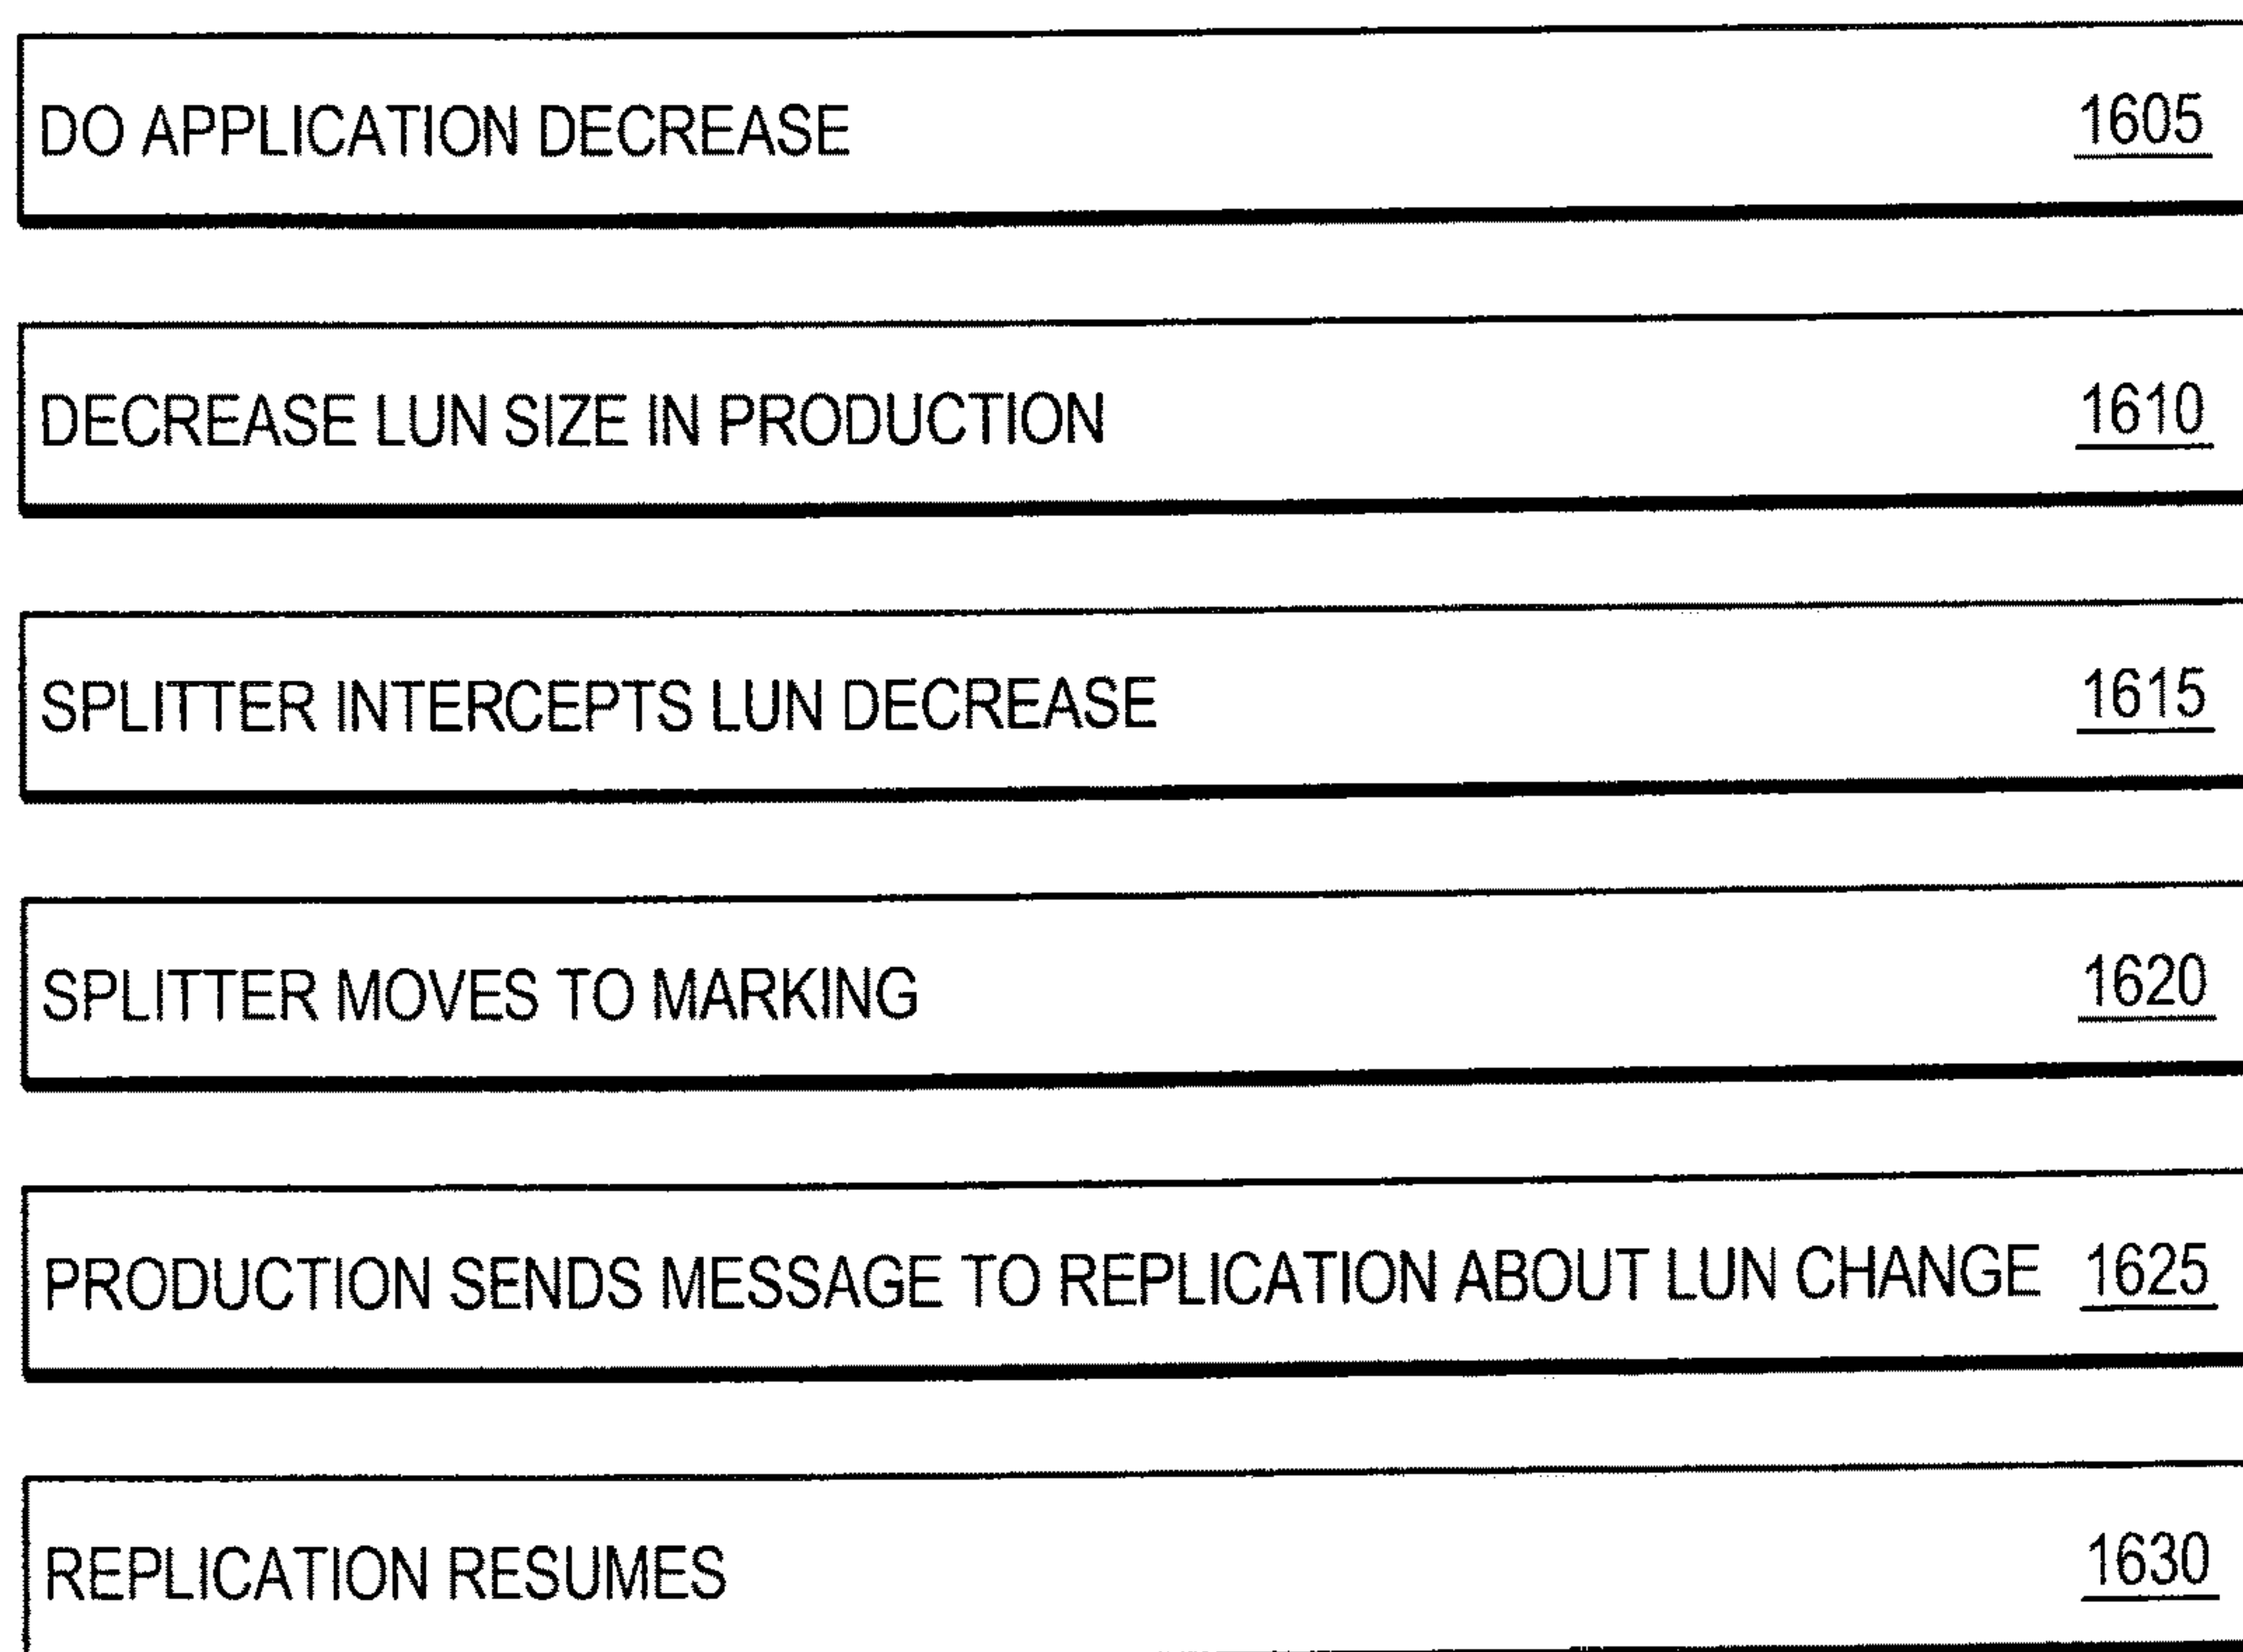 DO APPLICATION DECREASE 1605
DECREASE LUN SIZE IN PRODUCTION 1610
SPLITTER INTERCEPTS LUN DECREASE 1615
SPLITTER MOVES TO MARKING 1620
PRODUCTION SENDS MESSAGE TO REPLICATION ABOUT LUN CHANGE 1625
REPLICATION RESUMES 1630